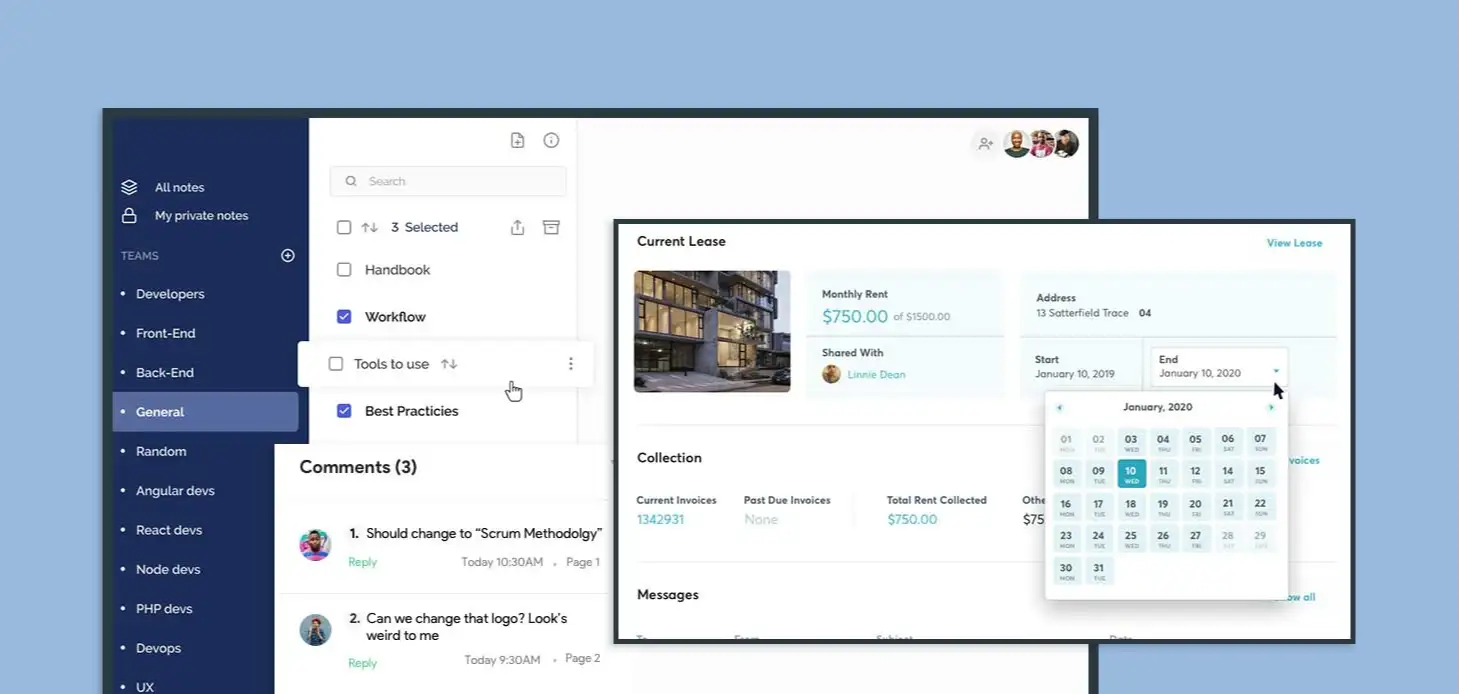 All notes
My private notes
TEAMS
Developers
Front-End
Back-End
General
Random
Angular devs
React devs
Node devs
PHP devs
Devops
UX
Search
3 Selected
Handbook
Workflow
Tools to use
Best Practicies
Comments (3)
1. Should change to “Scrum Methodolgy”
Reply Today 10:30AM . Page 1
2. Can we change that logo? Look’s
weird to me
Reply Today 9:30AM . Page 2
Current Lease
View Lease
Monthly Rent
$750.00 of $1500.00
Shared With
Linnie Dean
Address
13 Satterfield Trace 04
Start
January 10, 2019
End
January 10, 2020
January, 2020
01 02 03 04 05 06 07
MON TUE WED THU FRI SAT SUN
08 09 10 11 12 14 15
MON TUE WED THU FRI SAT SUN
16 17 18 19 20 21 22
MON TUE WED THU FRI SAT SUN
23 24 25 26 27 28 29
MON TUE WED THU FRI SAT SUN
30 31
MON TUE
Collection
voices
Current Invoices Past Due Invoices Total Rent Collected Othe
1342931 None $750.00 $75
Messages
ow all